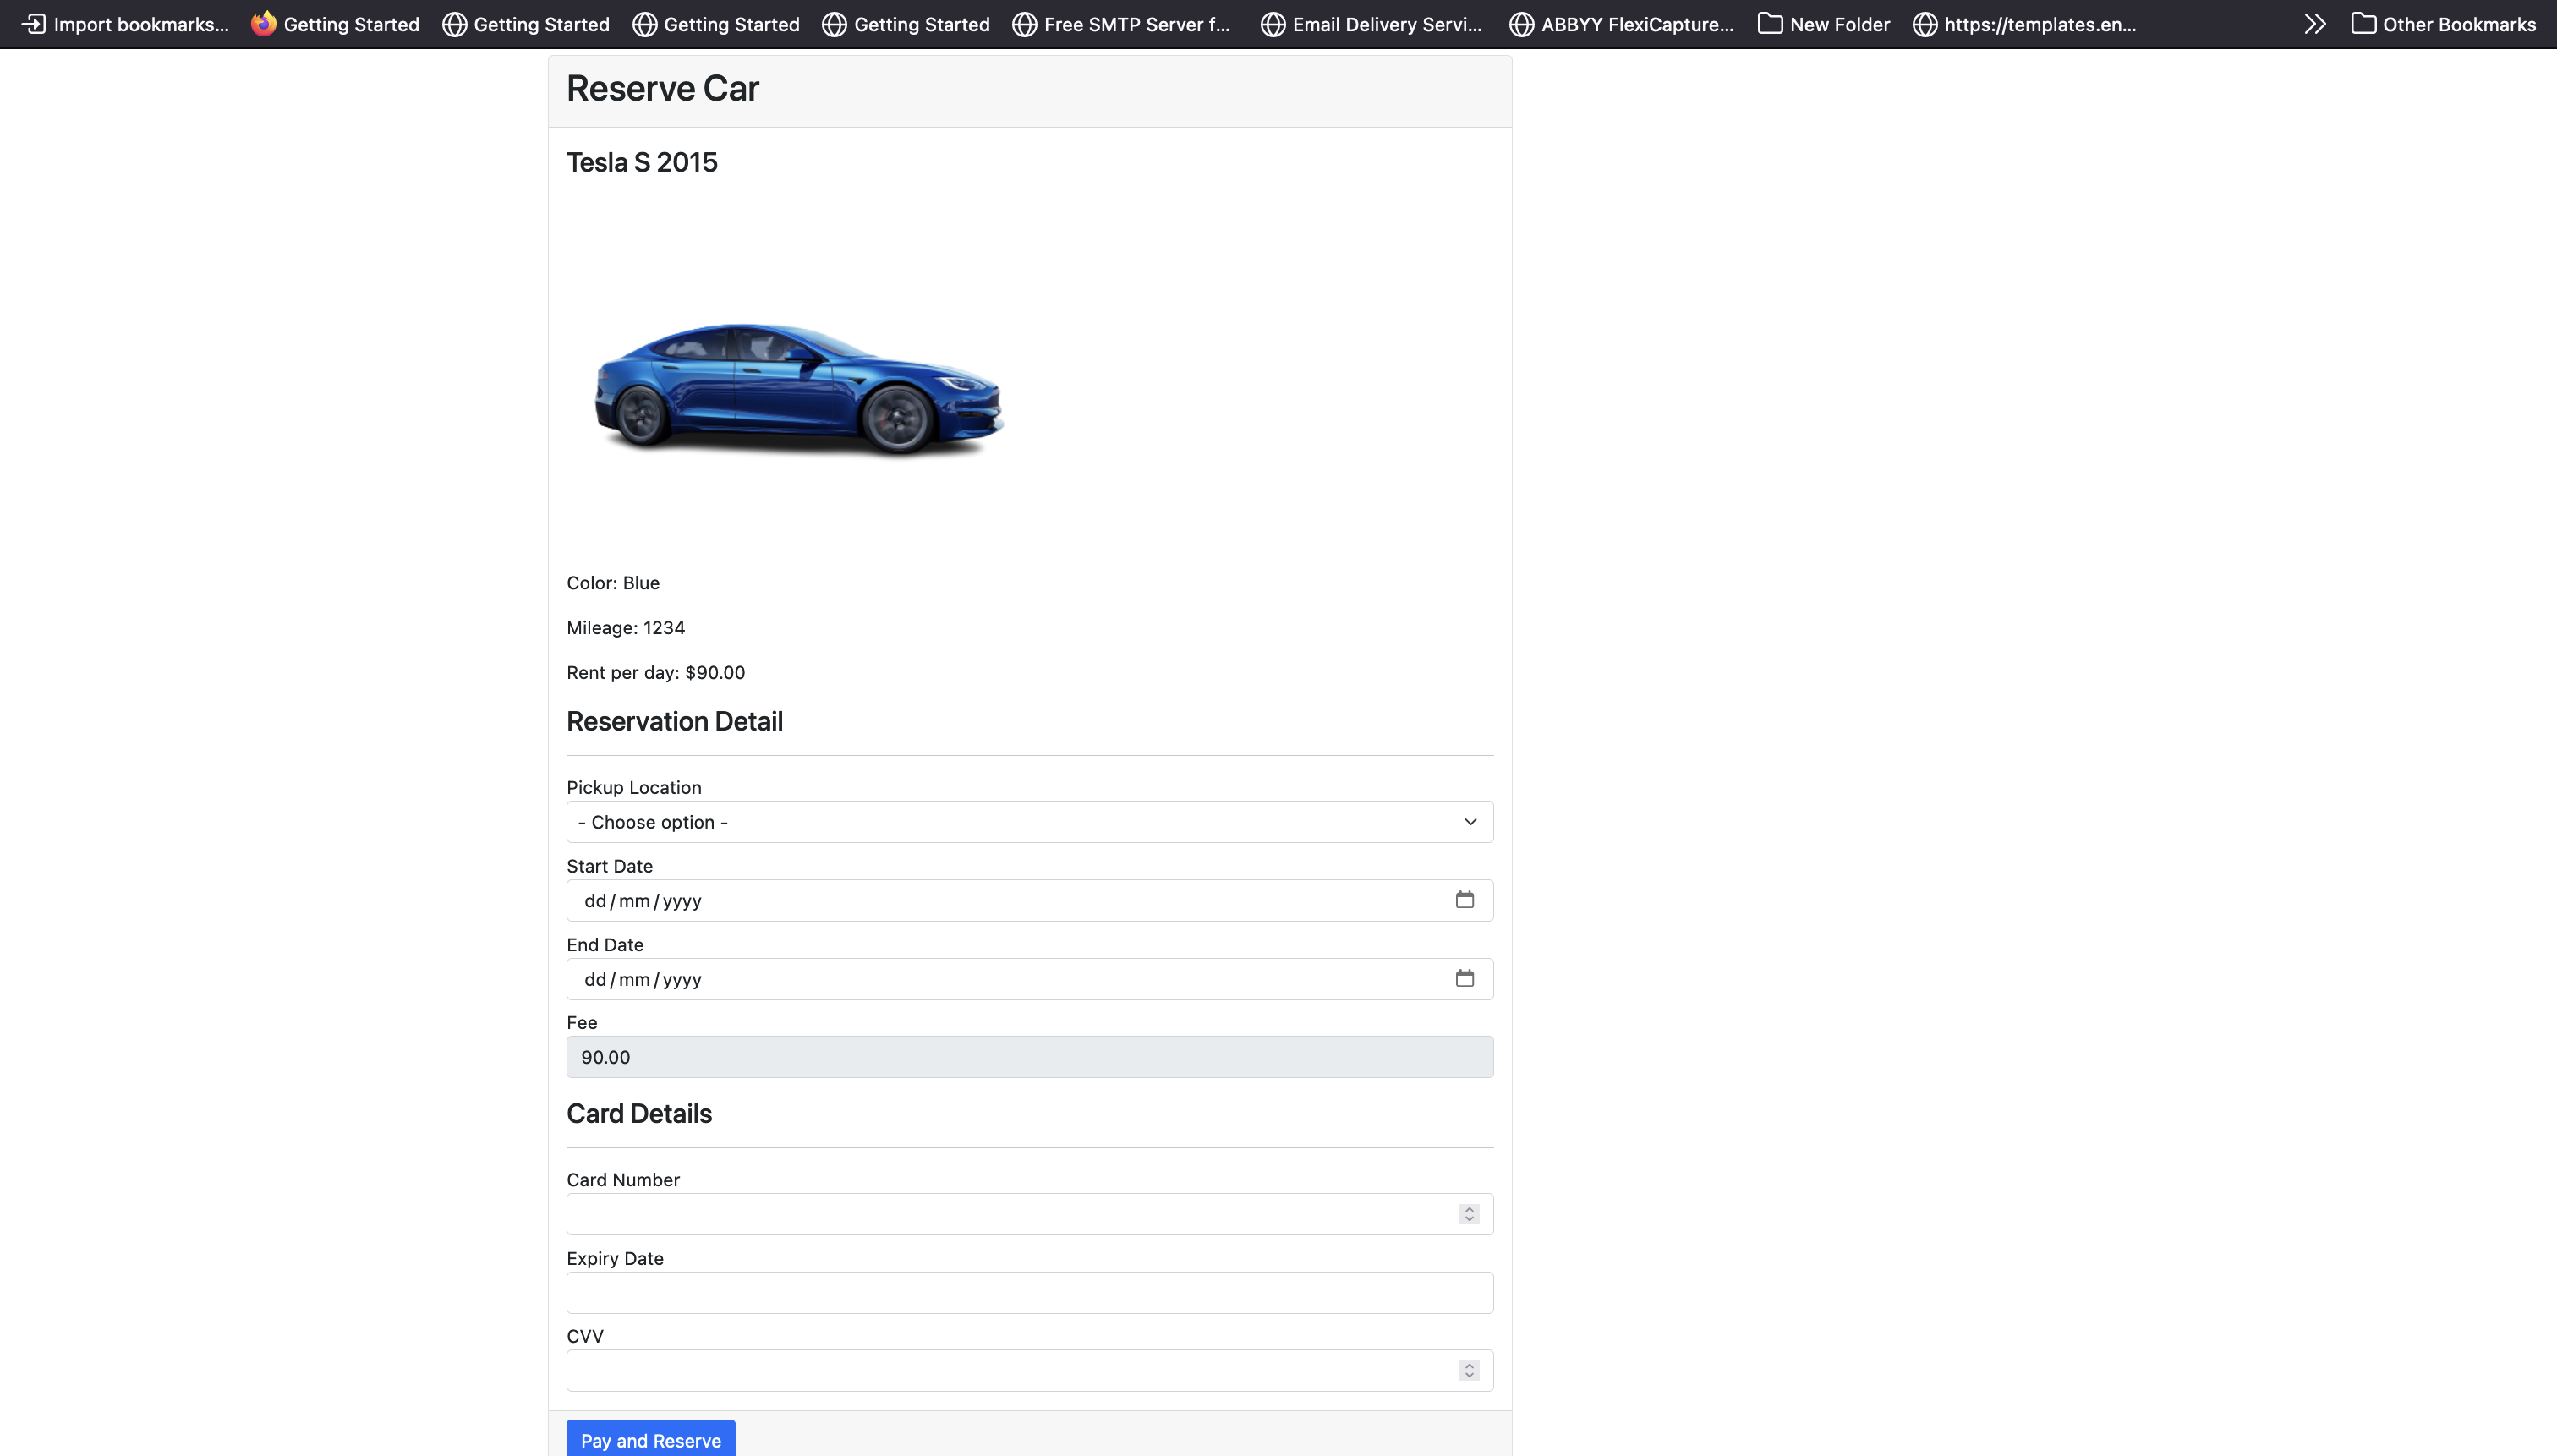 Import bookmarks... Getting Started Getting Started Getting Started Getting Started Free SMTP Server f... Email Delivery Servi... ABBYY FlexiCapture... New Folder https://templates.en... Other Bookmarks
Reserve Car
Tesla S 2015
Color: Blue
Mileage: 1234
Rent per day: $90.00
Reservation Detail
Pickup Location
- Choose option -
Start Date
dd/mm/yyyy
End Date
dd/mm/yyyy
Fee
90.00
Card Details
Card Number
Expiry Date
CVV
Pay and Reserve